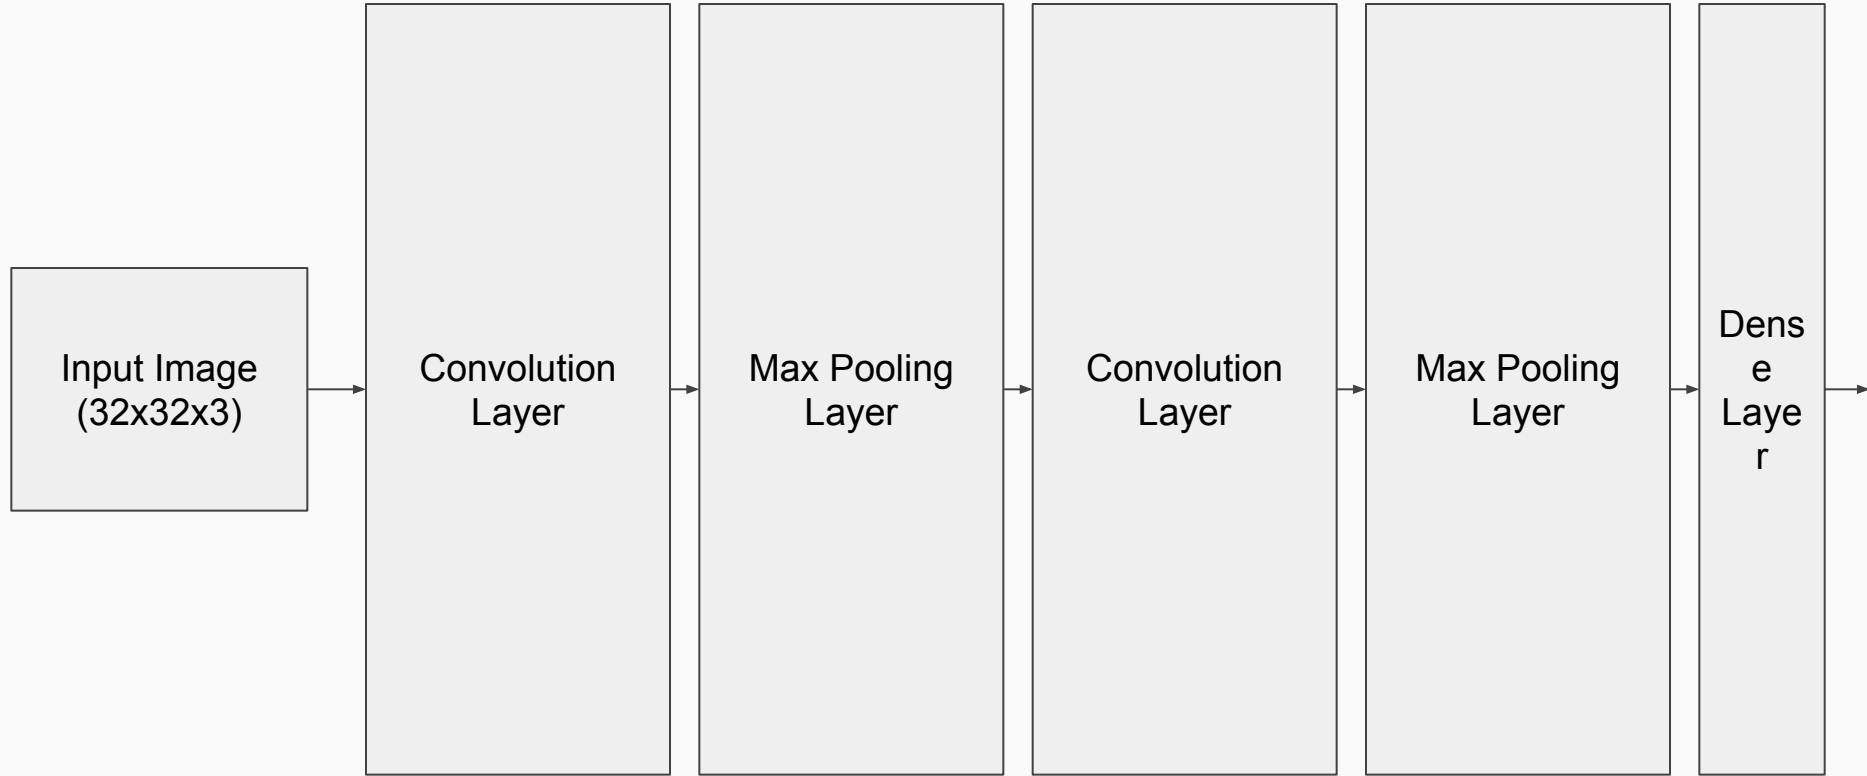 Input Image
(32x32x3)
Convolution
Layer
Max Pooling
Layer
Convolution
Layer
Max Pooling
Layer
Dens
e
Laye
r